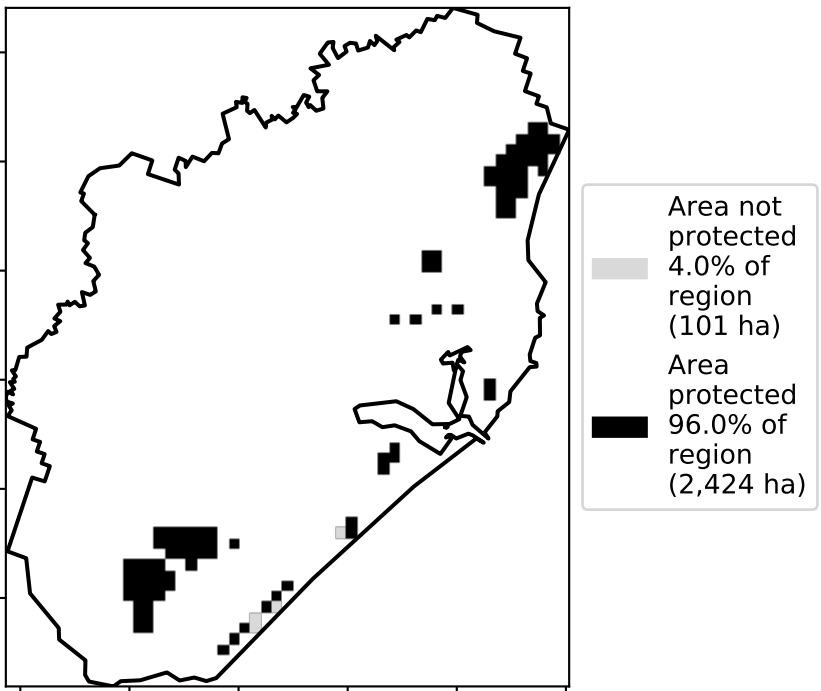 Area not
protected
4.0% of
region
(101 ha)
Area
protected
96.0% of
region
(2,424 ha)